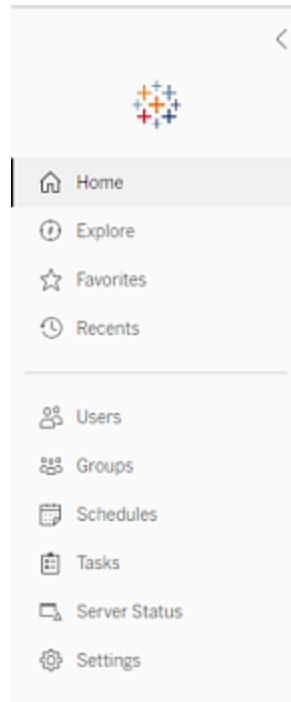 Home
Explore
Favorites
Recents
Users
Groups
Schedules
Tasks
Server Status
Settings